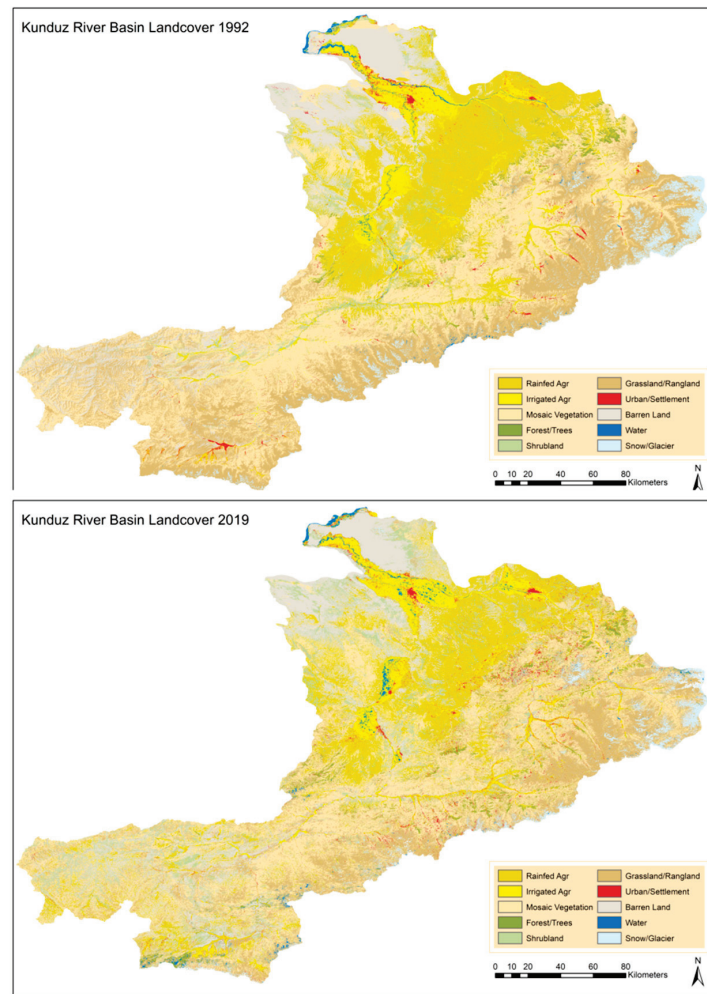 Kunduz River Basin Landcover 1992
Rainfed Agr
Grassland/Rangland
Irrigated Agr
Urban/Settlement
Mosaic Vegetation
Barren Land
Forest/Trees
Water
Shrubland
Snow/Glacier
N
0 10 20 40 60 80
Kilometers
Kunduz River Basin Landcover 2019
Rainfed Agr
Grassland/Rangland
Irrigated Agr
Urban/Settlement
Mosaic Vegetation
Barren Land
Forest/Trees
Water
Shrubland
Snow/Glacier
N
0 10 20 40 60 80
Kilometers